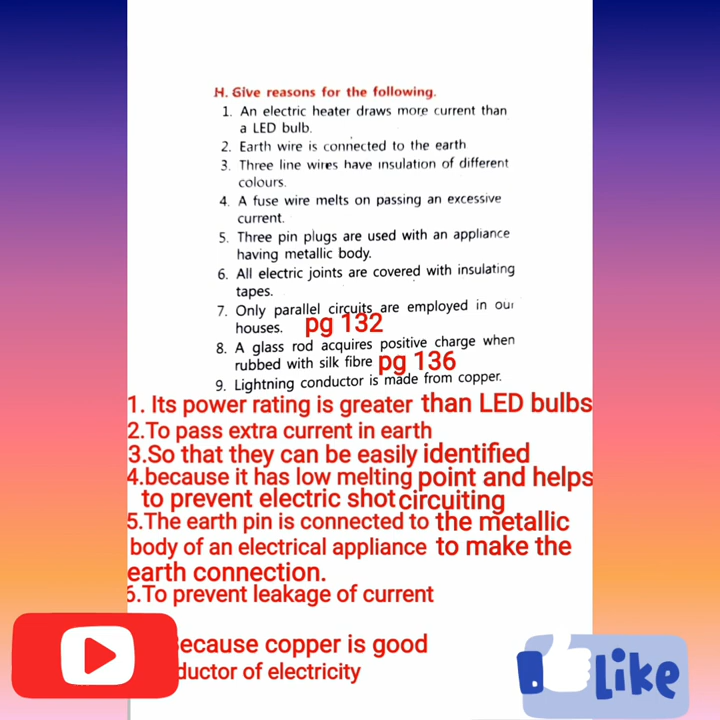 H. Give reasons for the following.
1. An electric heater draws more current than
a LED bulb.
2. Earth wire is connected to the earth
3. Three line wires have insulation of different
colours.
4. A fuse wire melts on passing an excessive
current.
5. Three pin plugs are used with an appliance
having metallic body.
6. All electric joints are covered with insulating
tapes.
7. Only parallel circuits are employed in our
houses. pg 132
8. A glass rod acquires positive charge when
rubbed with silk fibre pg 136
9. Lightning conductor is made from copper.
1. Its power rating is greater than LED bulbs
2.To pass extra current in earth
3.So that they can be easily identified
4.because it has low melting point and helps
to prevent electric shot circuiting
5.The earth pin is connected to the metallic
body of an electrical appliance to make the
earth connection.
6.To prevent leakage of current
ecause copper is good
ductor of electricity
Like